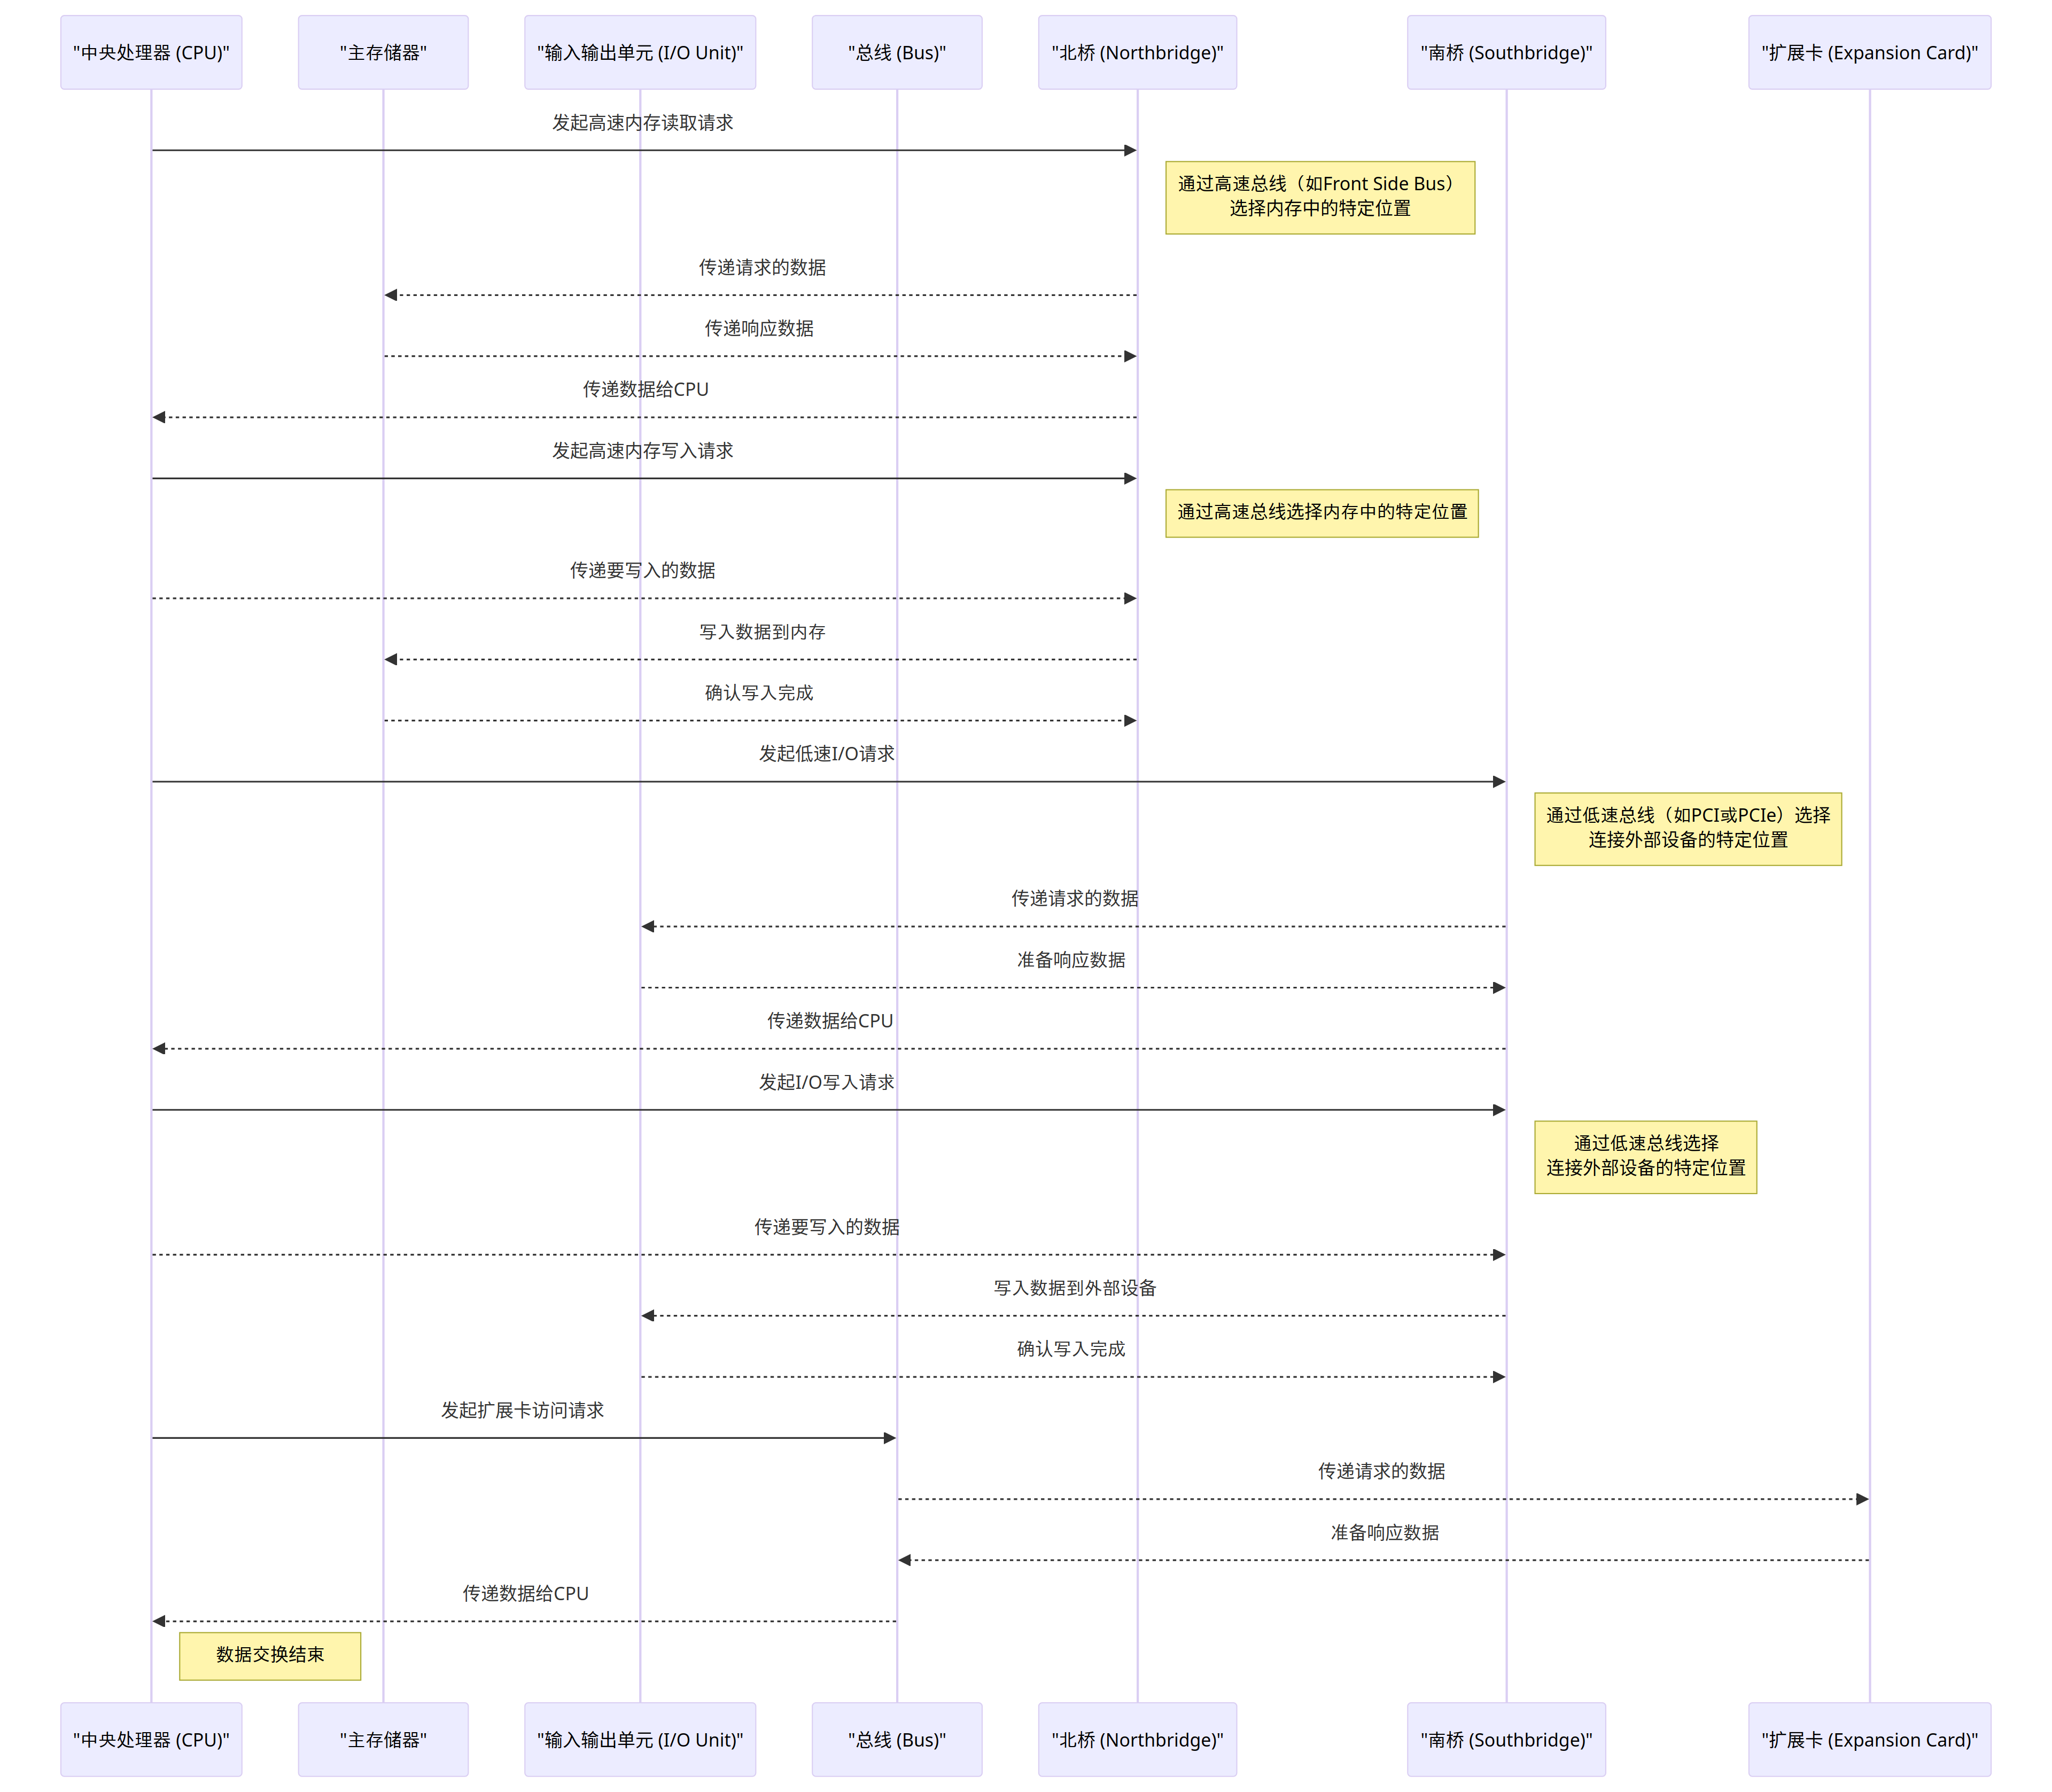 "中央处理器 (CPU)"
"主存储器"
"输入输出单元 (I/O Unit)"
"总线 (Bus)"
"北桥 (Northbridge)"
"南桥 (Southbridge)"
"扩展卡 (Expansion Card)"
发起高速内存读取请求
通过高速总线（如Front Side Bus）
选择内存中的特定位置
传递请求的数据
传递响应数据
传递数据给CPU
发起高速内存写入请求
通过高速总线选择内存中的特定位置
传递要写入的数据
写入数据到内存
确认写入完成
发起低速I/O请求
通过低速总线（如PCI或PCIe）选择
连接外部设备的特定位置
传递请求的数据
准备响应数据
传递数据给CPU
发起I/O写入请求
通过低速总线选择
连接外部设备的特定位置
传递要写入的数据
写入数据到外部设备
确认写入完成
发起扩展卡访问请求
传递请求的数据
准备响应数据
传递数据给CPU
数据交换结束
"中央处理器 (CPU)"
"主存储器"
"输入输出单元 (I/O Unit)"
"总线 (Bus)"
"北桥 (Northbridge)"
"南桥 (Southbridge)"
"扩展卡 (Expansion Card)"